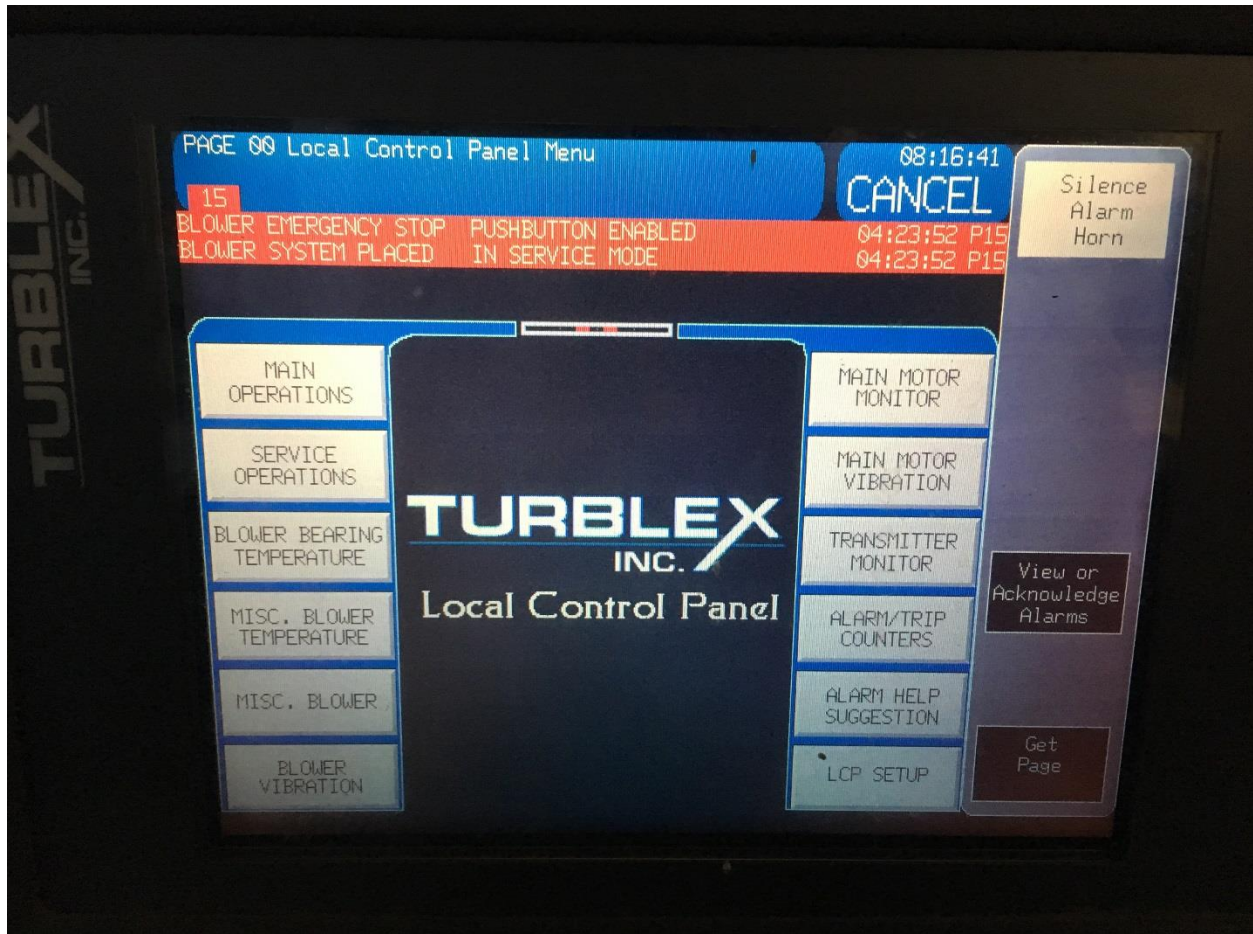 TURBLEX
INC.
PAGE 00 Local Control Panel Menu
08:16:41
CANCEL
15
BLOWER EMERGENCY STOP PUSHBUTTON ENABLED 04:23:52 P15
BLOWER SYSTEM PLACED IN SERVICE MODE 04:23:52 P15
Silence
Alarm
Horn
MAIN
OPERATIONS
SERVICE
OPERATIONS
BLOWER BEARING
TEMPERATURE
MISC. BLOWER
TEMPERATURE
MISC. BLOWER
BLOWER
VIBRATION
TURBLEX
INC.
Local Control Panel
MAIN MOTOR
MONITOR
MAIN MOTOR
VIBRATION
TRANSMITTER
MONITOR
ALARM/TRIP
COUNTERS
ALARM HELP
SUGGESTION
LCP SETUP
View or
Acknowledge
Alarms
Get
Page